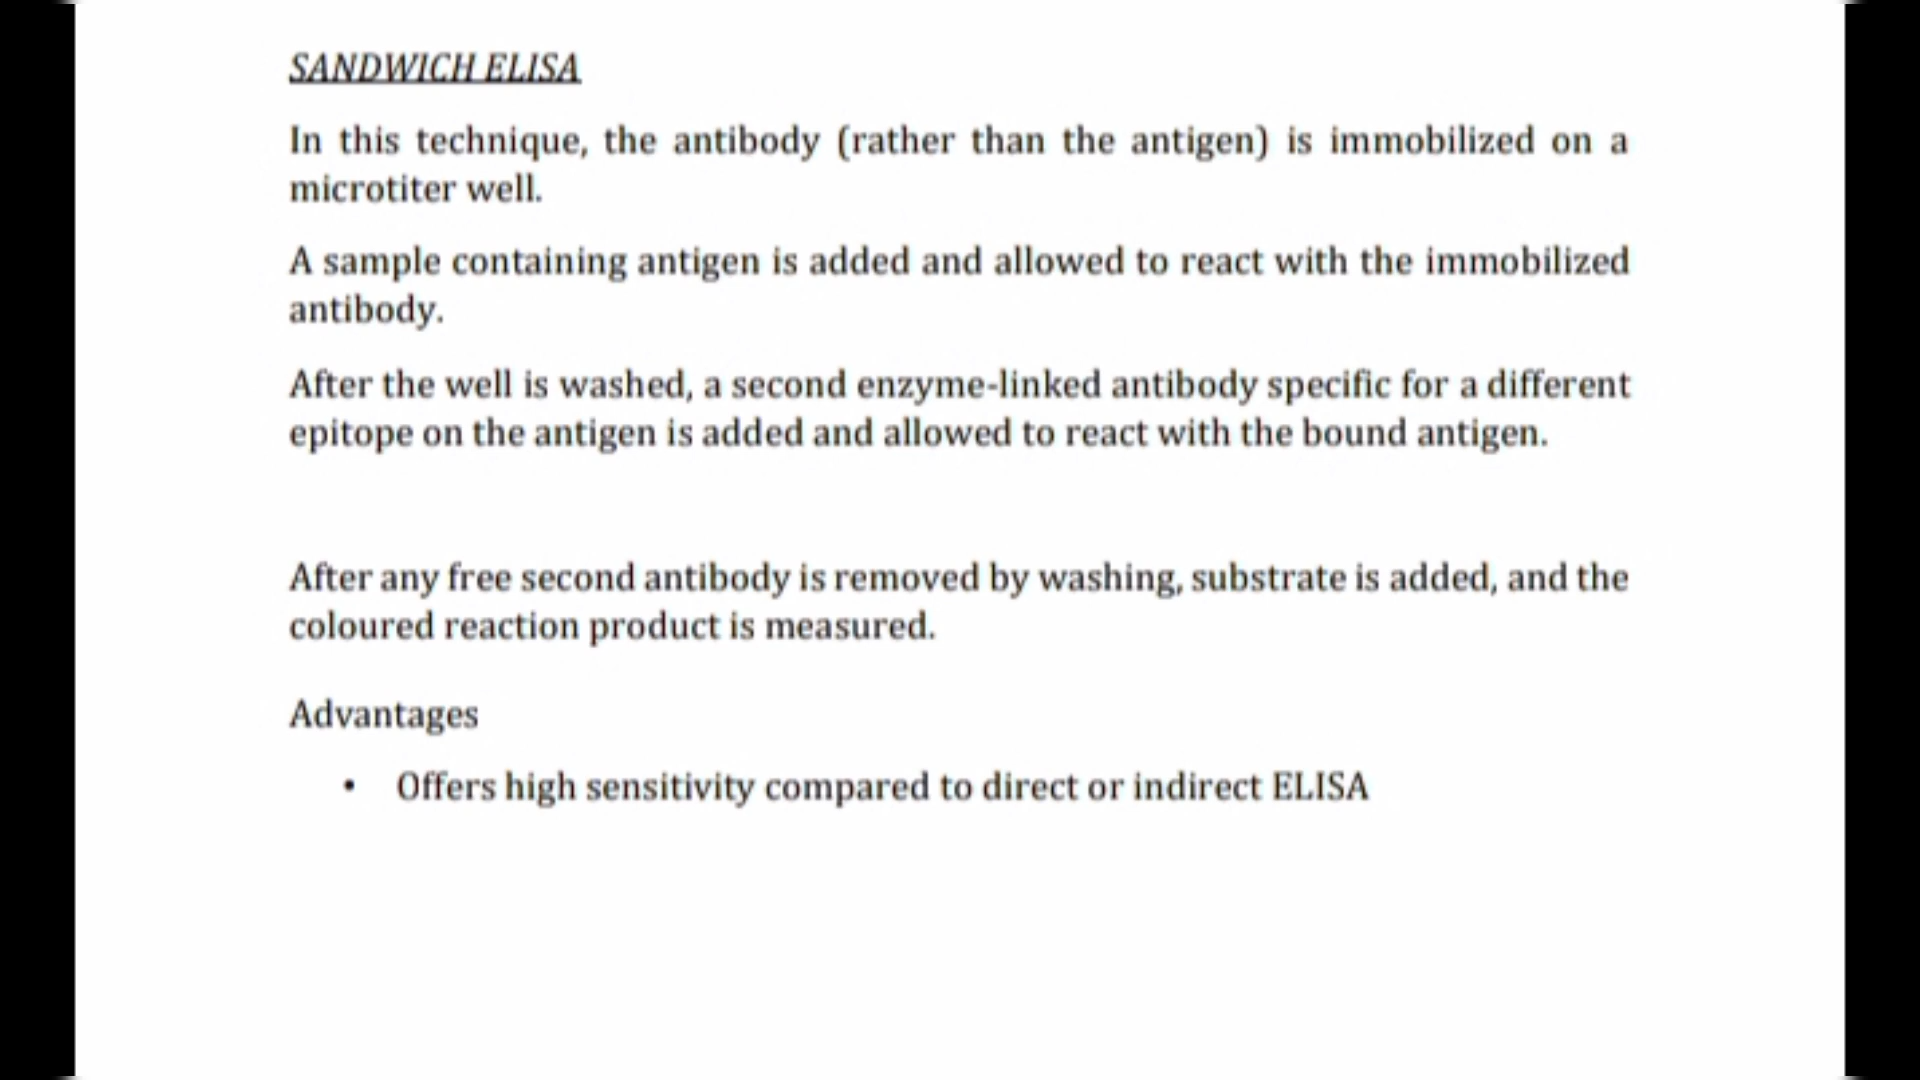 SANDWICH ELISA
In this technique, the antibody (rather than the antigen) is immobilized on a
microtiter well.
A sample containing antigen is added and allowed to react with the immobilized
antibody.
After the well is washed, a second enzyme-linked antibody specific for a different
epitope on the antigen is added and allowed to react with the bound antigen.
After any free second antibody is removed by washing, substrate is added, and the
coloured reaction product is measured.
Advantages
• Offers high sensitivity compared to direct or indirect ELISA